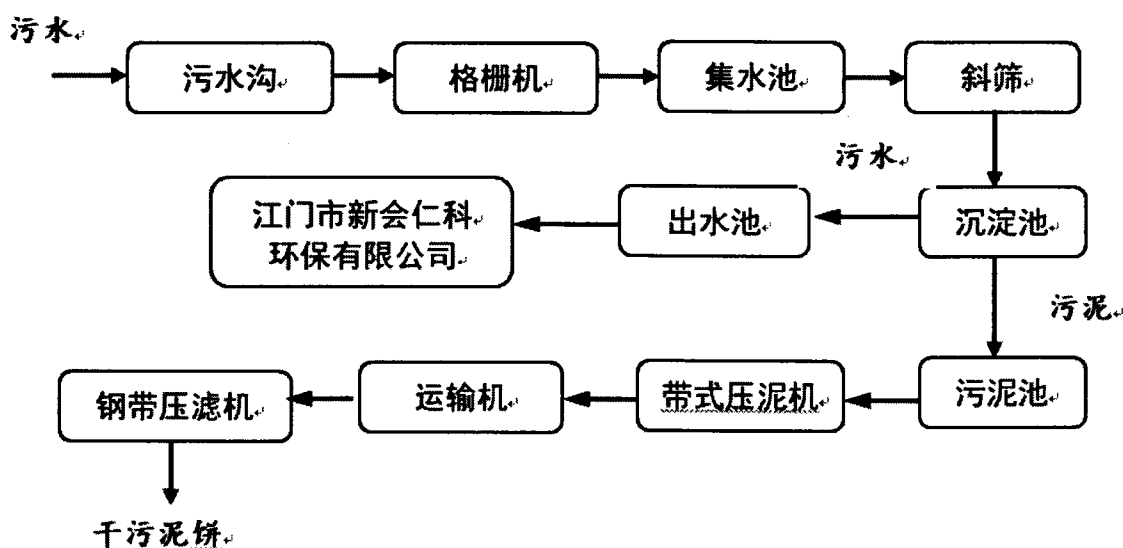 污水
污水沟
格栅机
集水池
斜筛
污水
江门市新会仁科
环保有限公司
出水池
沉淀池
污泥
钢带压滤机
运输机
带式压泥机
污泥池
干污泥饼